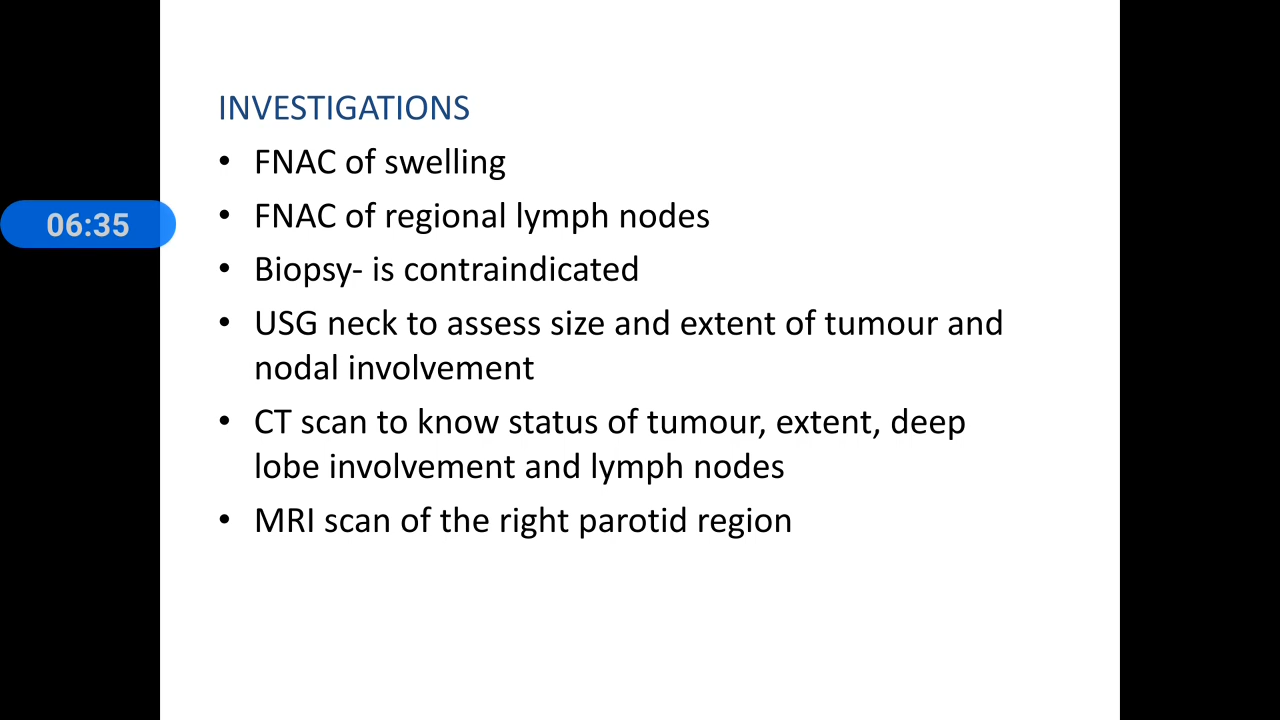 INVESTIGATIONS
• FNAC of swelling
• FNAC of regional lymph nodes
06:35
• Biopsy- is contraindicated
• USG neck to assess size and extent of tumour and
nodal involvement
• CT scan to know status of tumour, extent, deep
lobe involvement and lymph nodes
• MRI scan of the right parotid region